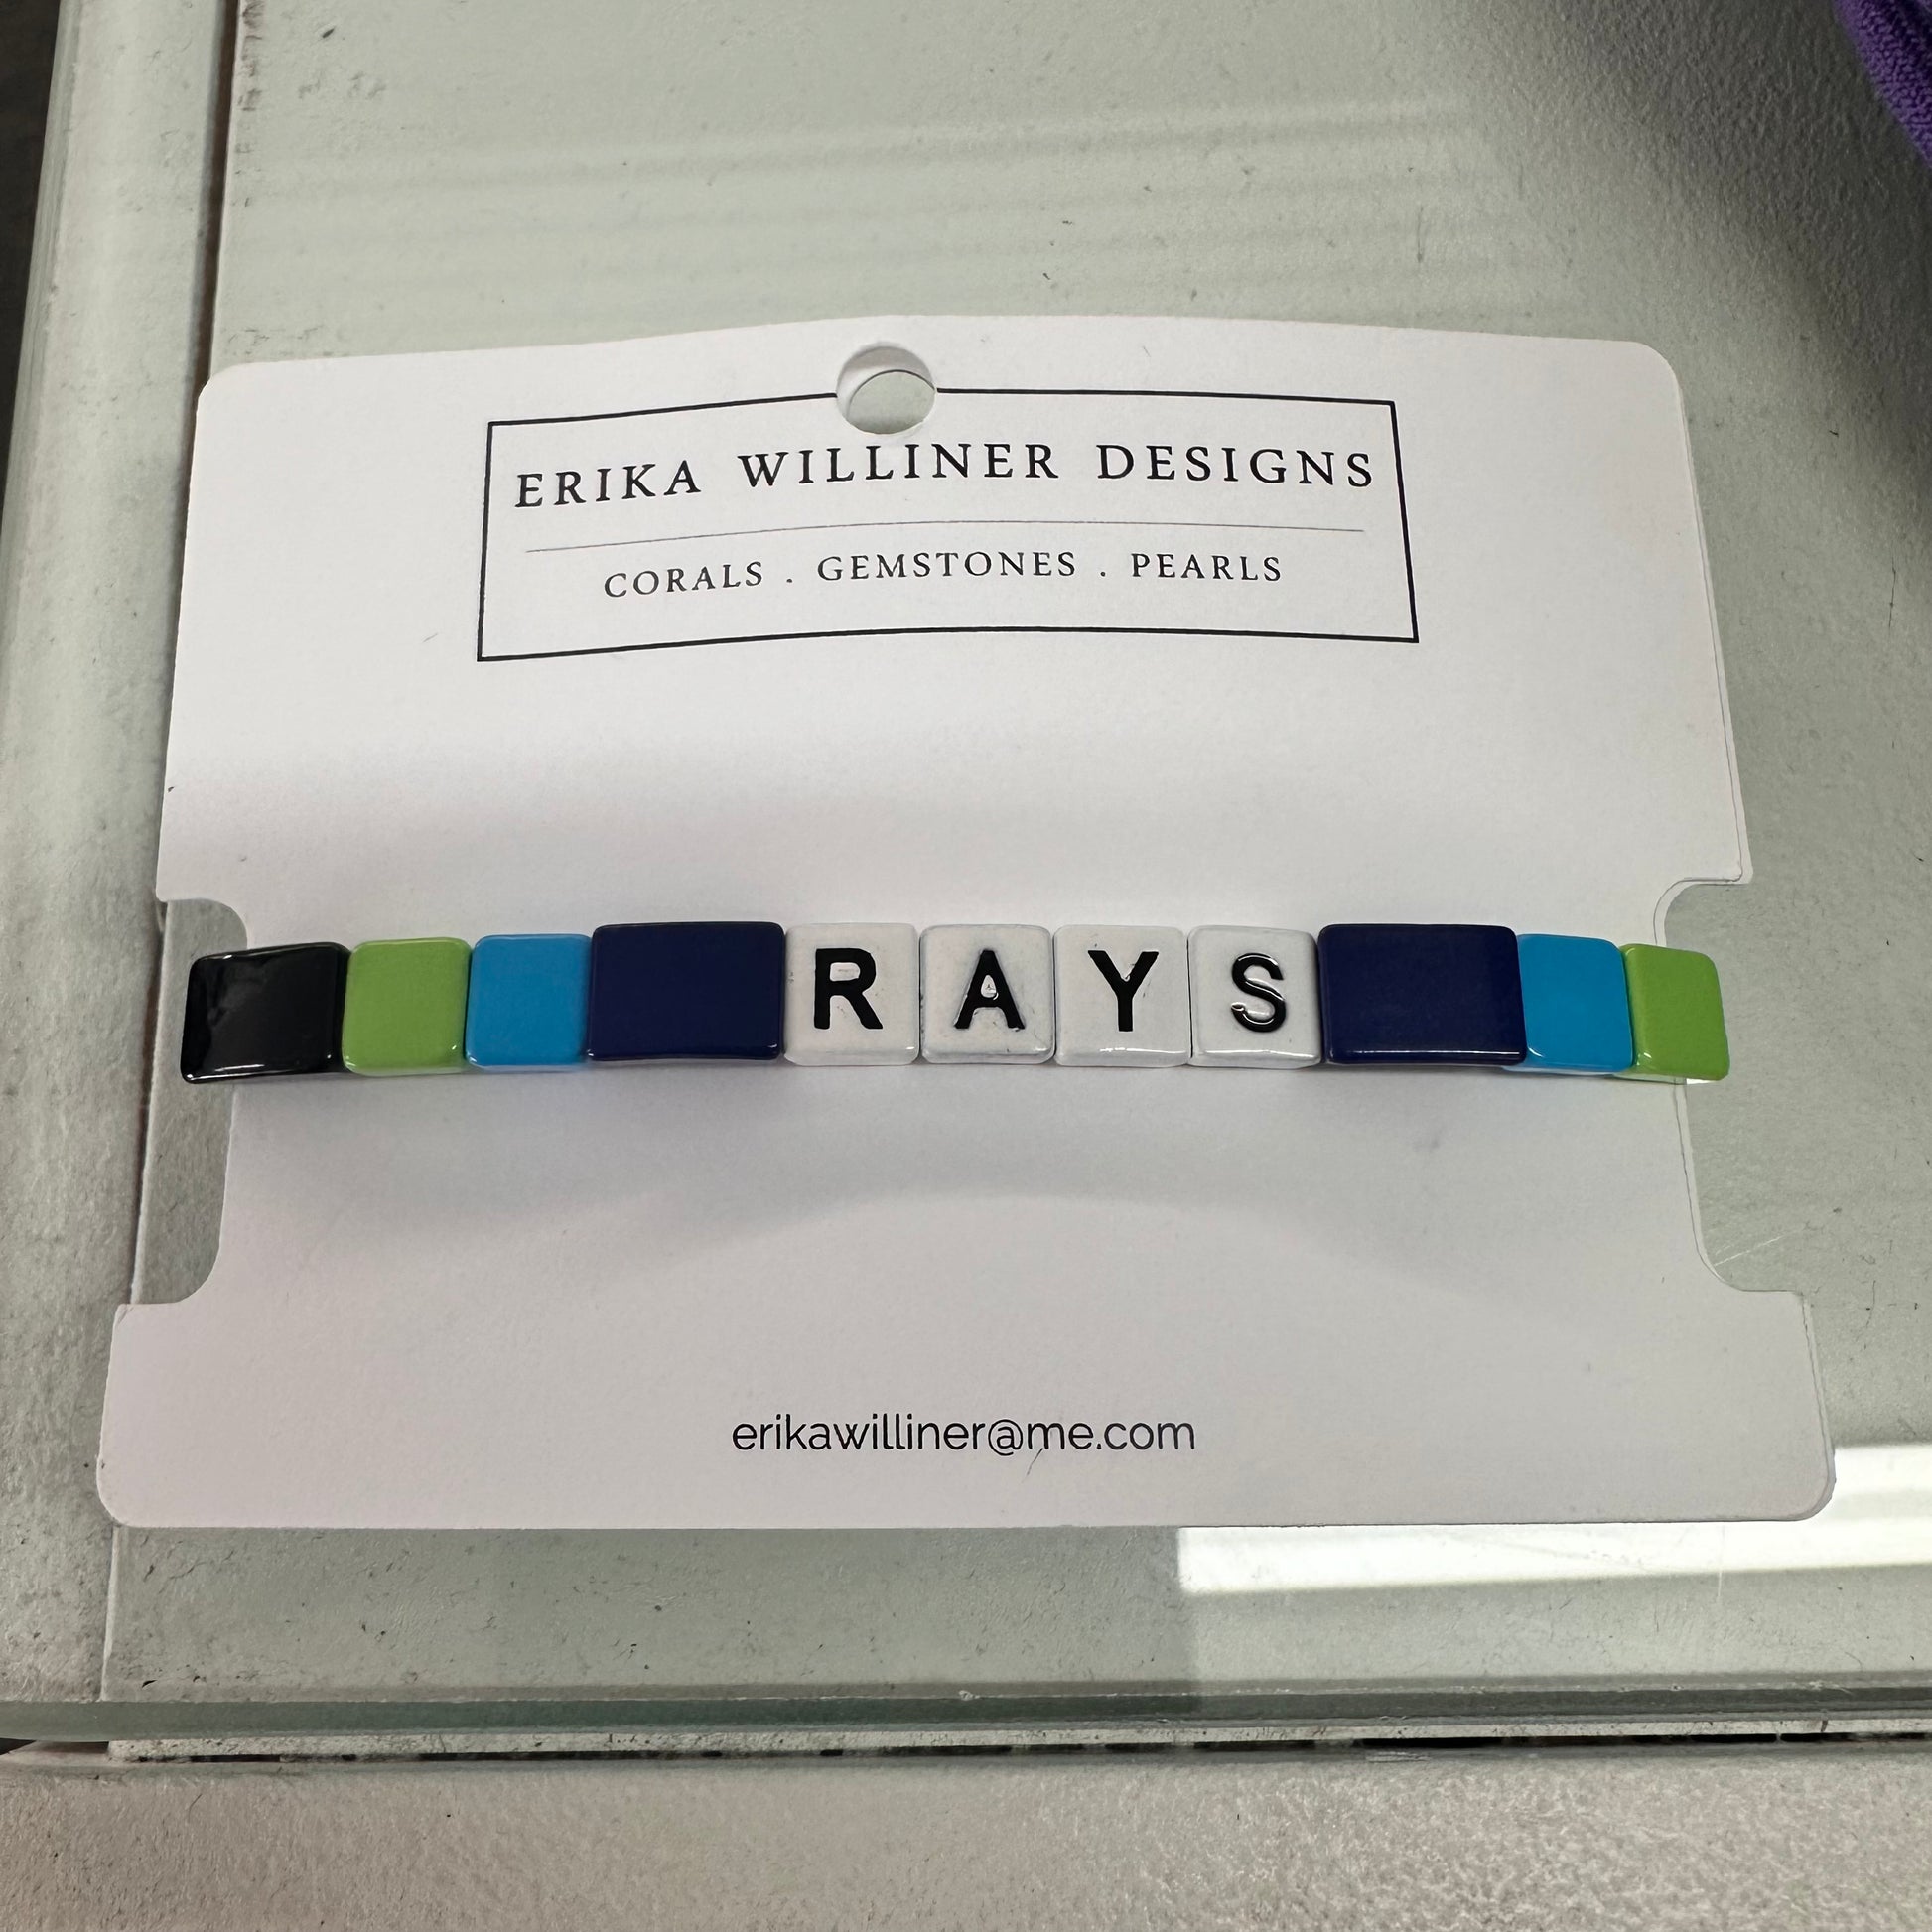 ERIKA WILLINER DESIGNS
CORALS . GEMSTONES . PEARLS
RAYS
erikawilliner@me.com